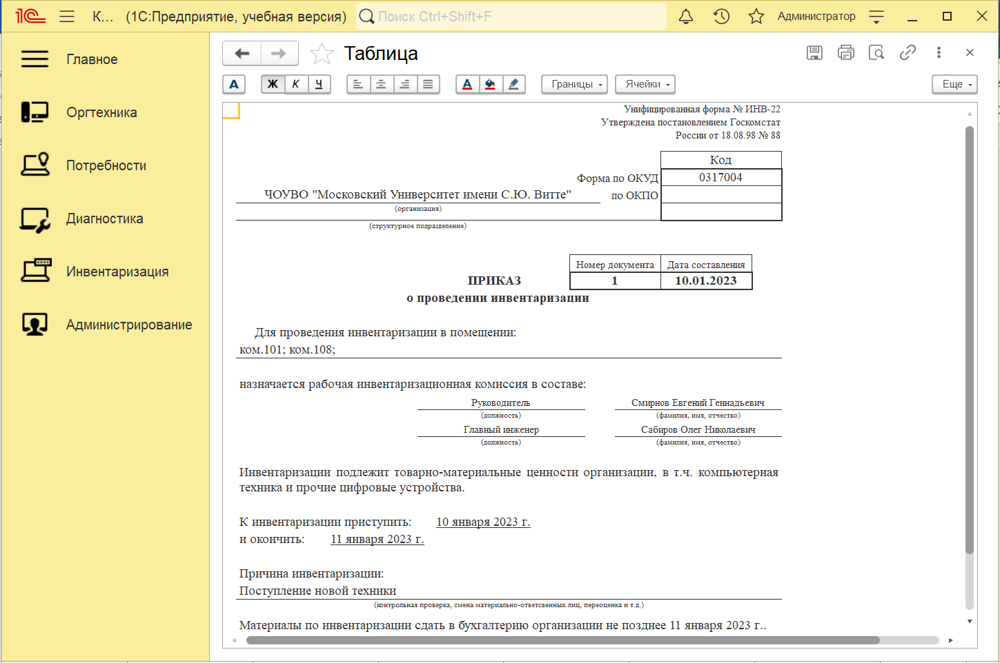 1С К... (1С:Предприятие, учебная версия) Поиск Ctrl+Shift+F Администратор
Главное
Оргтехника
Потребности
Диагностика
Инвентаризация
Администрирование
Таблица
А Ж К Ч А Границы Ячейки Еще
Унифицированная форма № ИНВ-22
Утверждена постановлением Госкомстат
России от 18.08.98 № 88
Код
Форма по ОКУД 0317004
ЧОУВО "Московский Университет имени С.Ю. Витте" по ОКПО
(организация)
(структурное подразделение)
Номер документа Дата составления
ПРИКАЗ 1 10.01.2023
о проведении инвентаризации
Для проведения инвентаризации в помещении:
ком.101; ком.108;
назначается рабочая инвентаризационная комиссия в составе:
Руководитель Смирнов Евгений Геннадьевич
(должность) (фамилия, имя, отчество)
Главный инженер Сабиров Олег Николаевич
(должность) (фамилия, имя, отчество)
Инвентаризации подлежит товарно-материальные ценности организации, в т.ч. компьютерная
техника и прочие цифровые устройства.
К инвентаризации приступить: 10 января 2023 г.
и окончить: 11 января 2023 г.
Причина инвентаризации:
Поступление новой техники
(контрольная проверка, смена материально-ответсвенных лиц, переоценка и т.д.)
Материалы по инвентаризации сдать в бухгалтерию организации не позднее 11 января 2023 г..